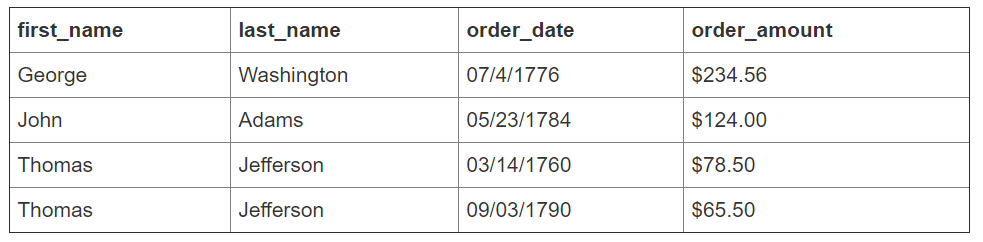 first_name last_name order_date order_amount
George Washington 07/4/1776 $234.56
John Adams 05/23/1784 $124.00
Thomas Jefferson 03/14/1760 $78.50
Thomas Jefferson 09/03/1790 $65.50